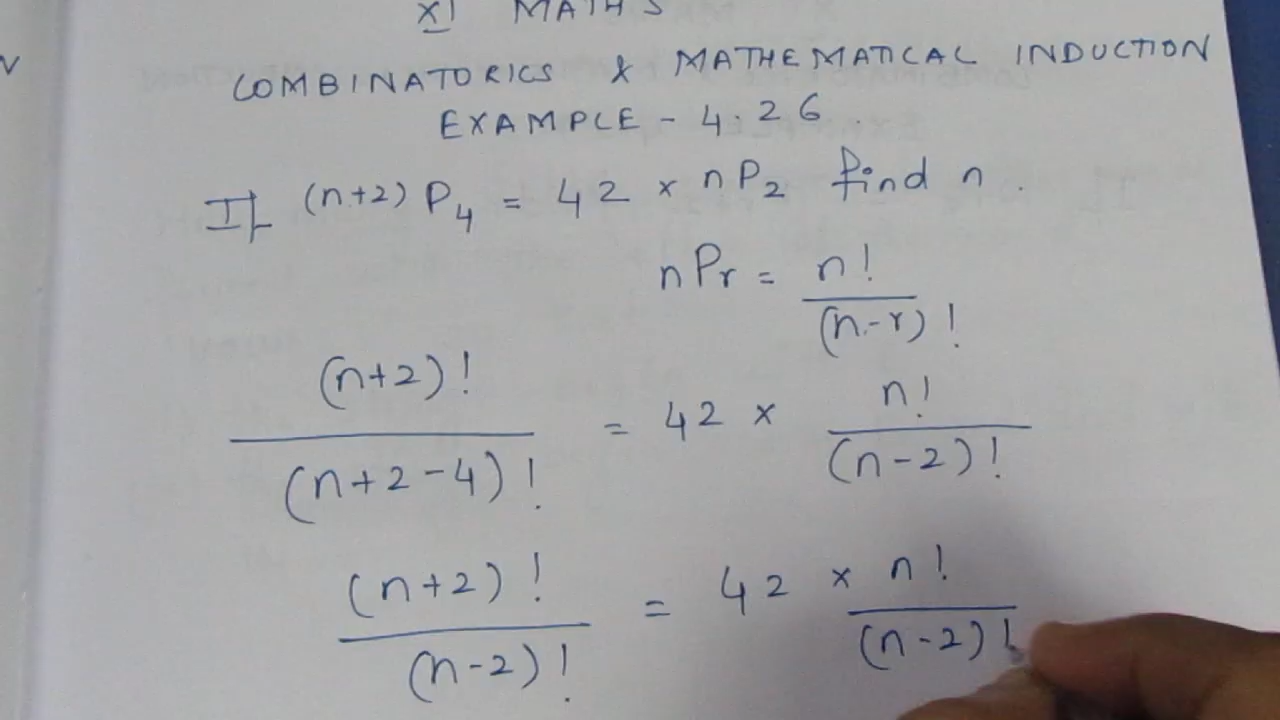 XI MATHS
COMBINATORICS & MATHEMATICAL INDUCTION
EXAMPLE - 4.26.
If (n+2) P₄ = 42 × nP₂ find n.
nPr = n! / (n-r)!
(n+2)! / (n+2-4)! = 42 × n! / (n-2)!
(n+2)! / (n-2)! = 42 × n! / (n-2)!